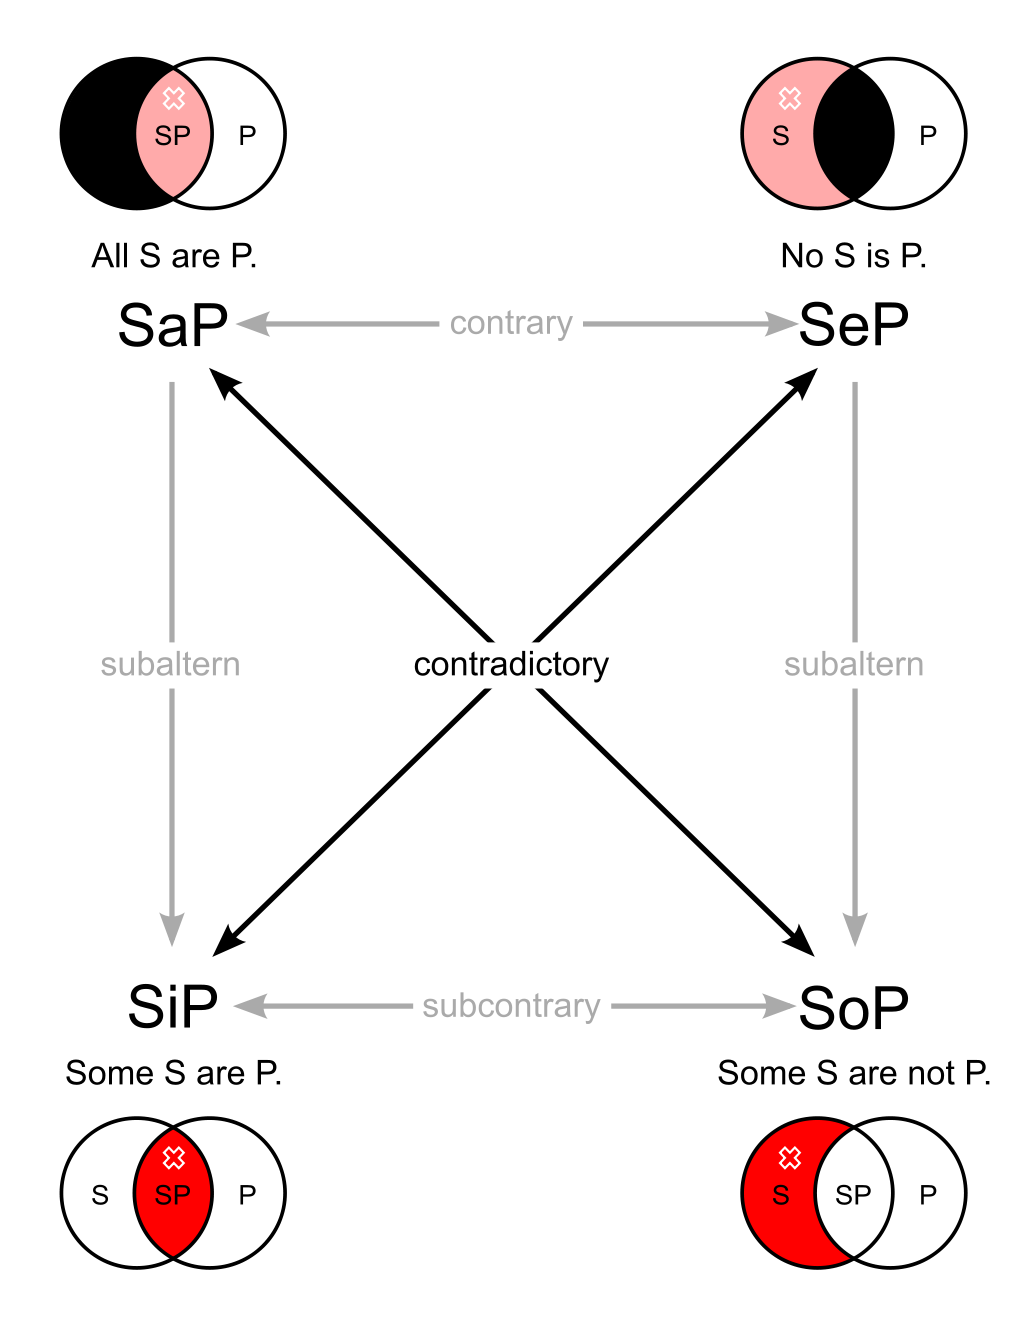 SP P
S P
All S are P.
No S is P.
SaP contrary SeP
subaltern contradictory subaltern
SiP subcontrary SoP
Some S are P.
Some S are not P.
S SP P
S SP P